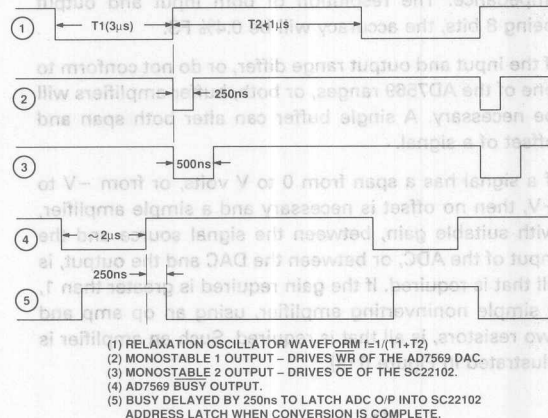 1
T1(3μs)
T2+1μs
2
250ns
3
500ns
4
~2μs
250ns
5
(1) RELAXATION OSCILLATOR WAVEFORM f=1/(T1+T2)
(2) MONOSTABLE 1 OUTPUT – DRIVES WR OF THE AD7569 DAC.
(3) MONOSTABLE 2 OUTPUT – DRIVES OE OF THE SC22102.
(4) AD7569 BUSY OUTPUT.
(5) BUSY DELAYED BY 250ns TO LATCH ADC O/P INTO SC22102
ADDRESS LATCH WHEN CONVERSION IS COMPLETE.